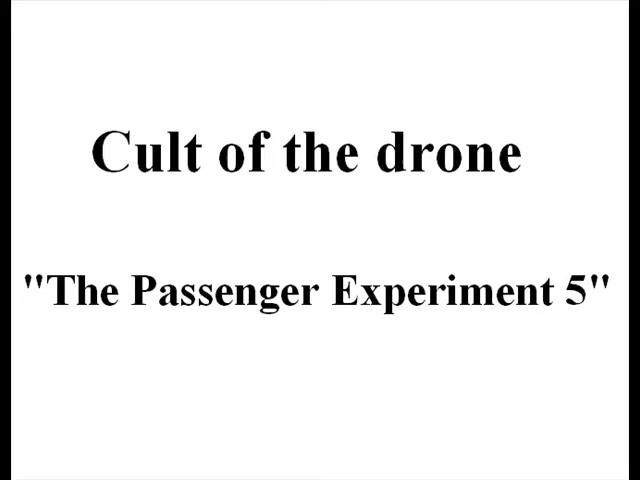 Cult of the drone
"The Passenger Experiment 5"